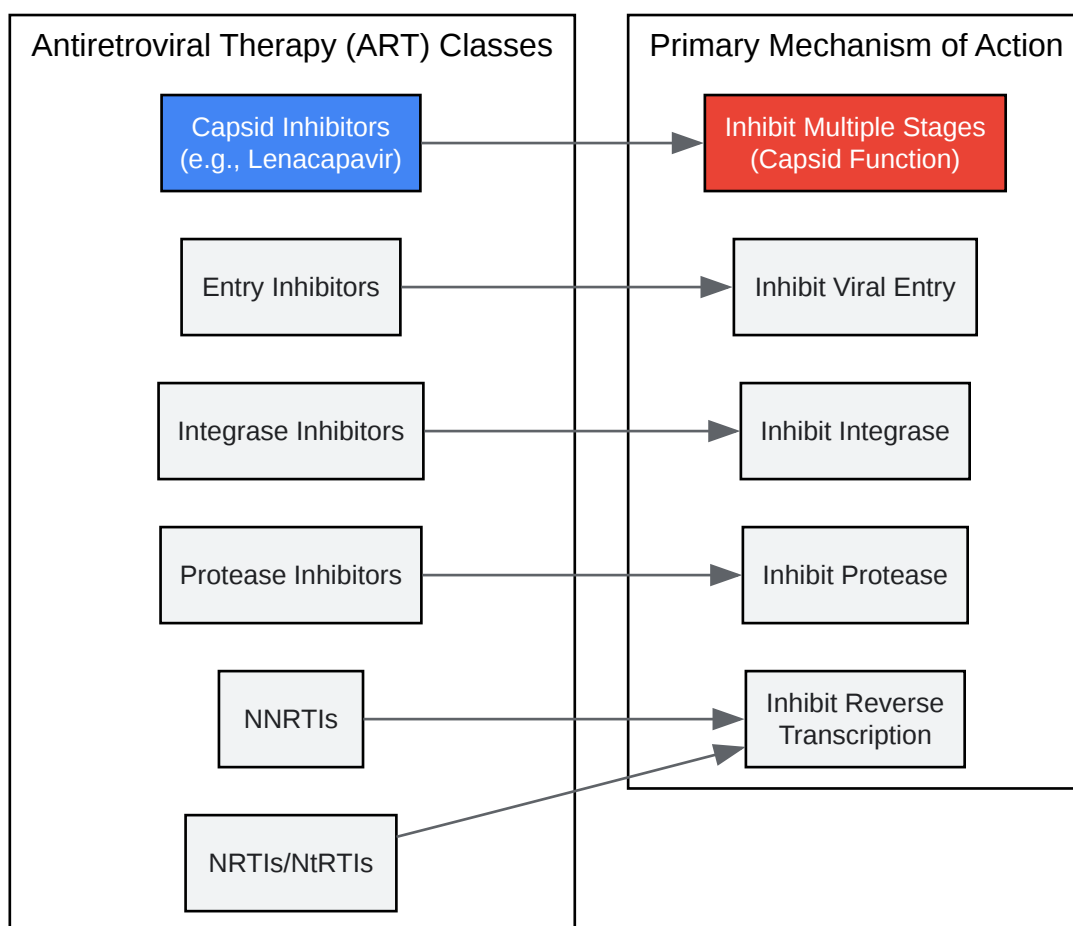 Antiretroviral Therapy (ART) Classes
Capsid Inhibitors
(e.g., Lenacapavir)
Entry Inhibitors
Integrase Inhibitors
Protease Inhibitors
NNRTIs
NRTIs/NtRTIs
Primary Mechanism of Action
Inhibit Multiple Stages
(Capsid Function)
Inhibit Viral Entry
Inhibit Integrase
Inhibit Protease
Inhibit Reverse
Transcription